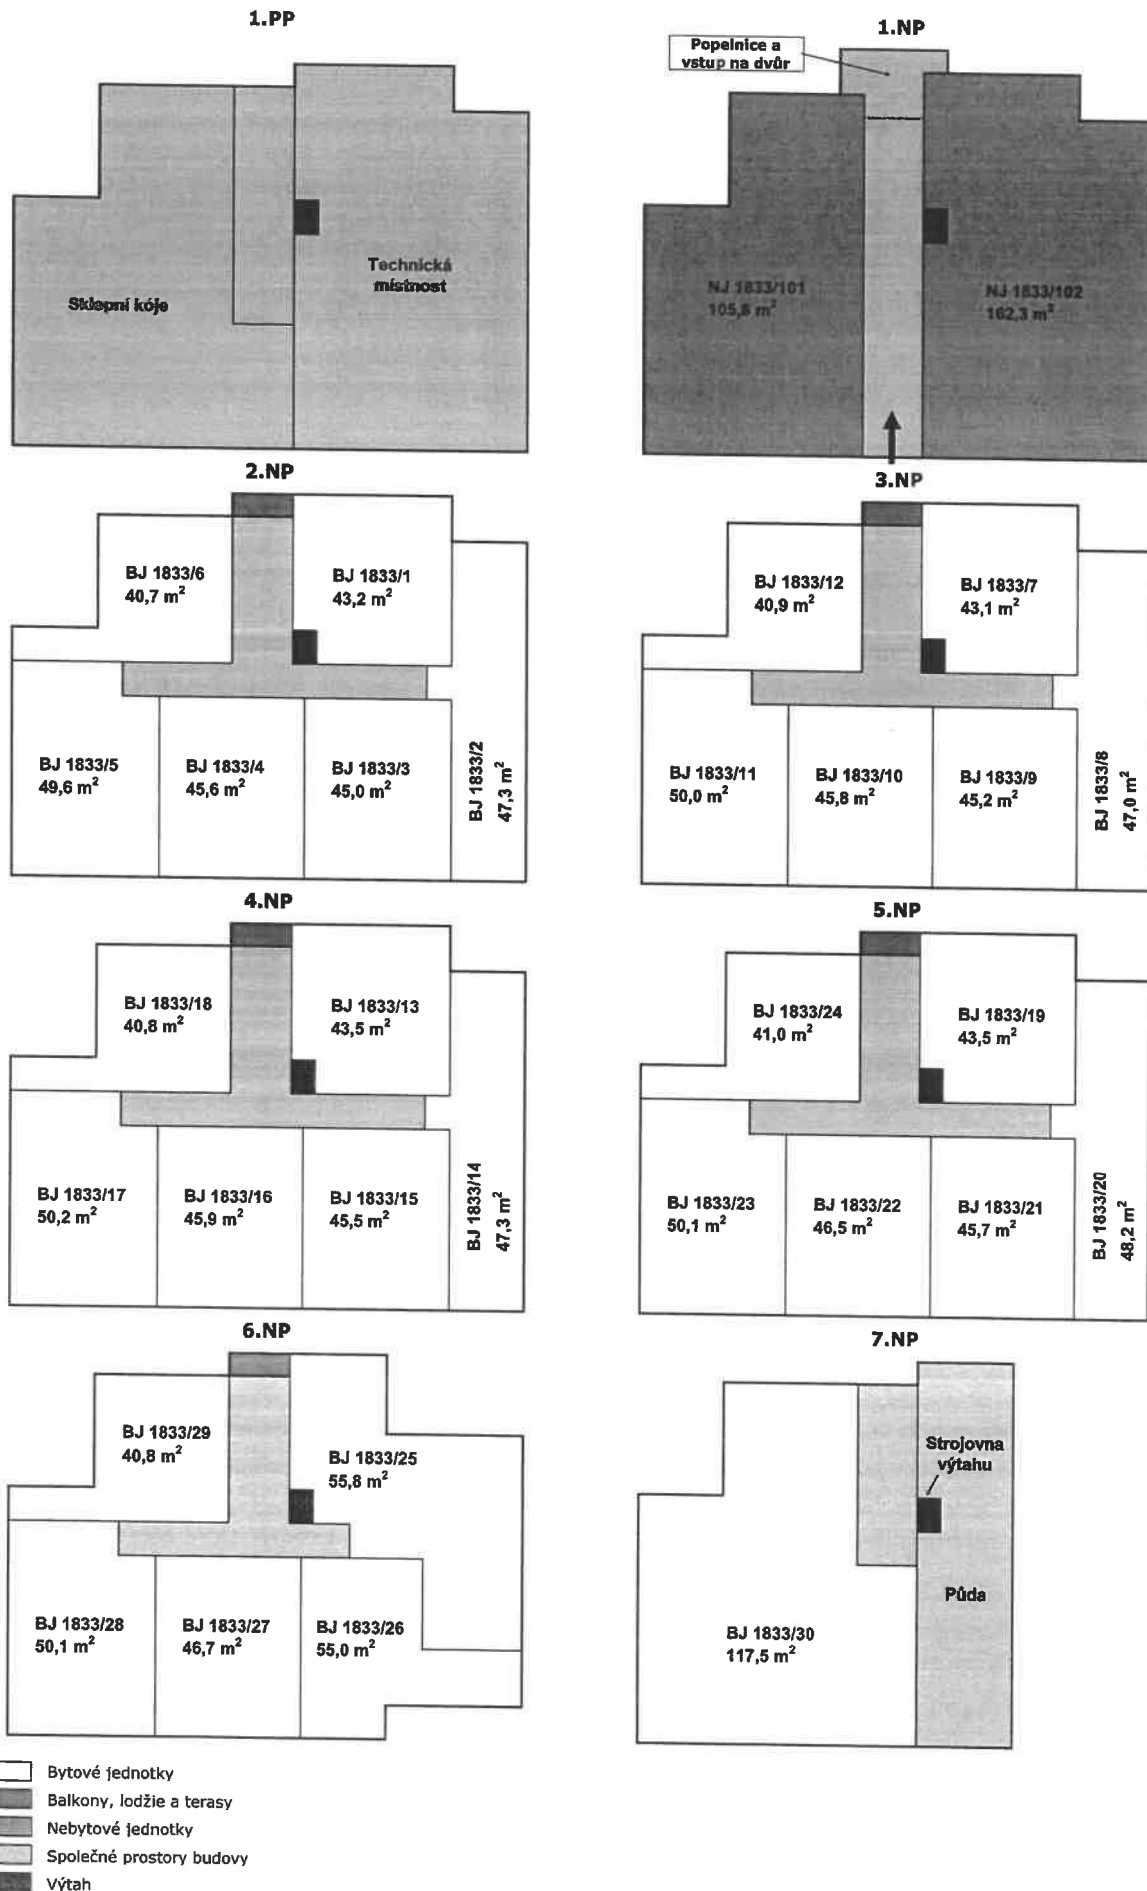 1.PP
Sklepní kóje
Technická
místnost
1.NP
Popelnice a
vstup na dvůr
NJ 1833/101
105,8 m²
NJ 1833/102
162,3 m²
2.NP
BJ 1833/6
40,7 m²
BJ 1833/1
43,2 m²
BJ 1833/5
49,6 m²
BJ 1833/4
45,6 m²
BJ 1833/3
45,0 m²
BJ 1833/2
47,3 m²
3.NP
BJ 1833/12
40,9 m²
BJ 1833/7
43,1 m²
BJ 1833/11
50,0 m²
BJ 1833/10
45,8 m²
BJ 1833/9
45,2 m²
BJ 1833/8
47,0 m²
4.NP
BJ 1833/18
40,8 m²
BJ 1833/13
43,5 m²
BJ 1833/17
50,2 m²
BJ 1833/16
45,9 m²
BJ 1833/15
45,5 m²
BJ 1833/14
47,3 m²
5.NP
BJ 1833/24
41,0 m²
BJ 1833/19
43,5 m²
BJ 1833/23
50,1 m²
BJ 1833/22
46,5 m²
BJ 1833/21
45,7 m²
BJ 1833/20
48,2 m²
6.NP
BJ 1833/29
40,8 m²
BJ 1833/25
55,8 m²
BJ 1833/28
50,1 m²
BJ 1833/27
46,7 m²
BJ 1833/26
55,0 m²
7.NP
Strojovna
výtahu
Půda
BJ 1833/30
117,5 m²
Bytové jednotky
Balkony, lodžie a terasy
Nebytové jednotky
Společné prostory budovy
Výtah